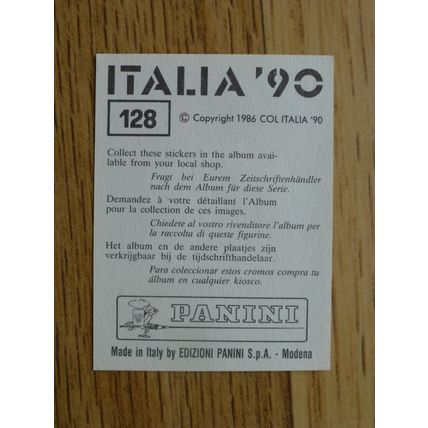 ITALIA '90
128
© Copyright 1986 COL ITALIA '90
Collect these stickers in the album avai-
lable from your local shop.
Fragt bei Eurem Zeitschriftenhändler
nach dem Album für diese Serie.
Demandez à votre détaillant l'Album
pour la collection de ces images.
Chiedete al vostro rivenditore l'album per
la raccolta di queste figurine.
Het album en de andere plaatjes zijn
verkrijgbaar bij de tijdschrifthandelaar.
Para coleccionar estos cromos compra tu
álbum en cualquier kiosco.
PANINI
Made in Italy by EDIZIONI PANINI S.p.A. - Modena